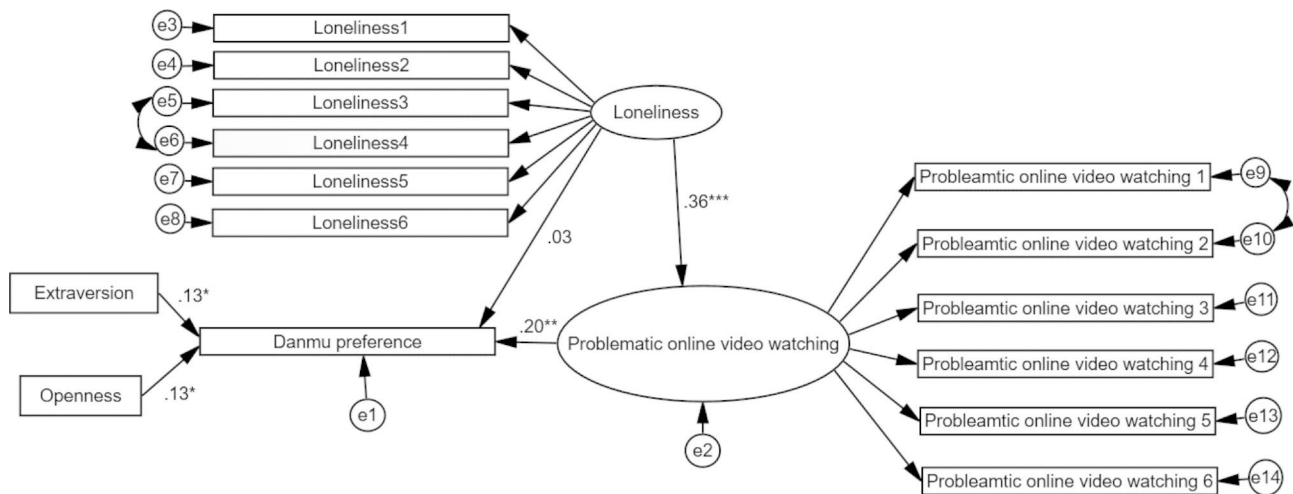 e3
Loneliness1
e4
Loneliness2
e5
Loneliness3
e6
Loneliness4
e7
Loneliness5
e8
Loneliness6
Loneliness
.36***
.03
Probleamtic online video watching 1
e9
Probleamtic online video watching 2
e10
Probleamtic online video watching 3
e11
Probleamtic online video watching 4
e12
Probleamtic online video watching 5
e13
Probleamtic online video watching 6
e14
Extraversion
.13*
Danmu preference
.20**
Problematic online video watching
Openness
.13*
e1
e2